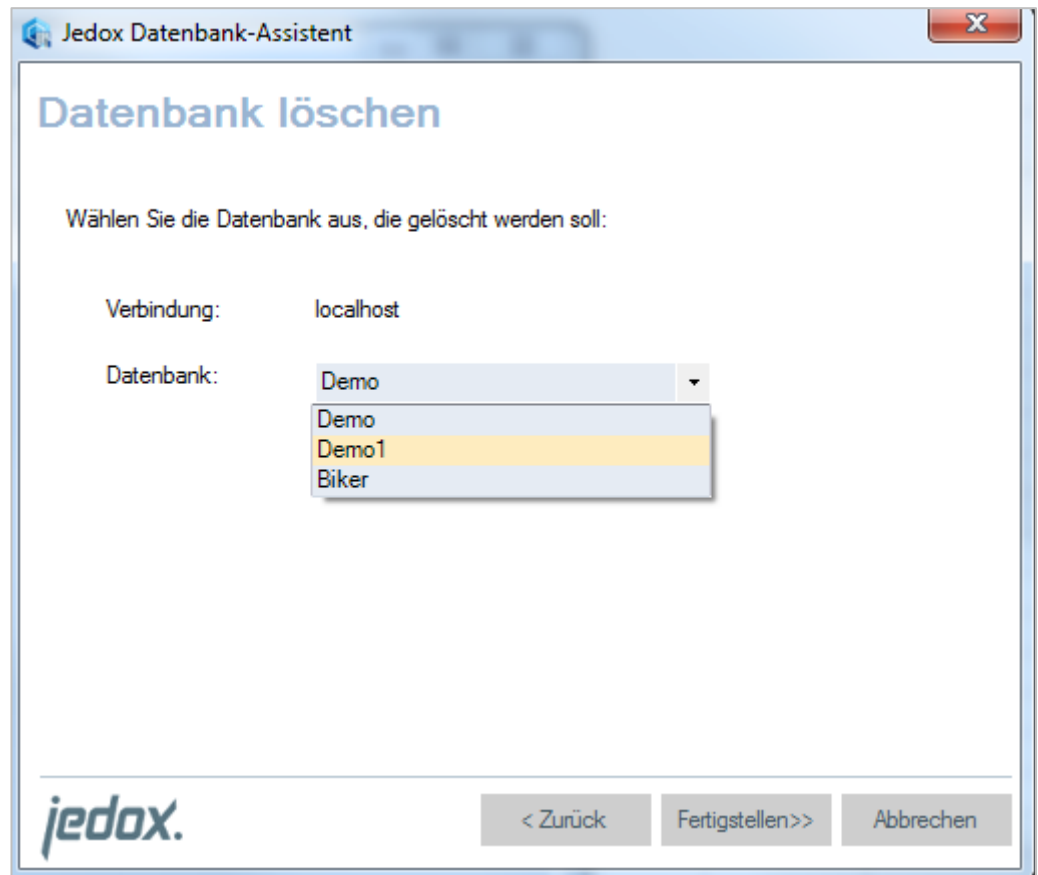 Jedox Datenbank-Assistent
Datenbank löschen
Wählen Sie die Datenbank aus, die gelöscht werden soll:
Verbindung: localhost
Datenbank: Demo
Demo
Demo1
Biker
jedox. < Zurück Fertigstellen>> Abbrechen